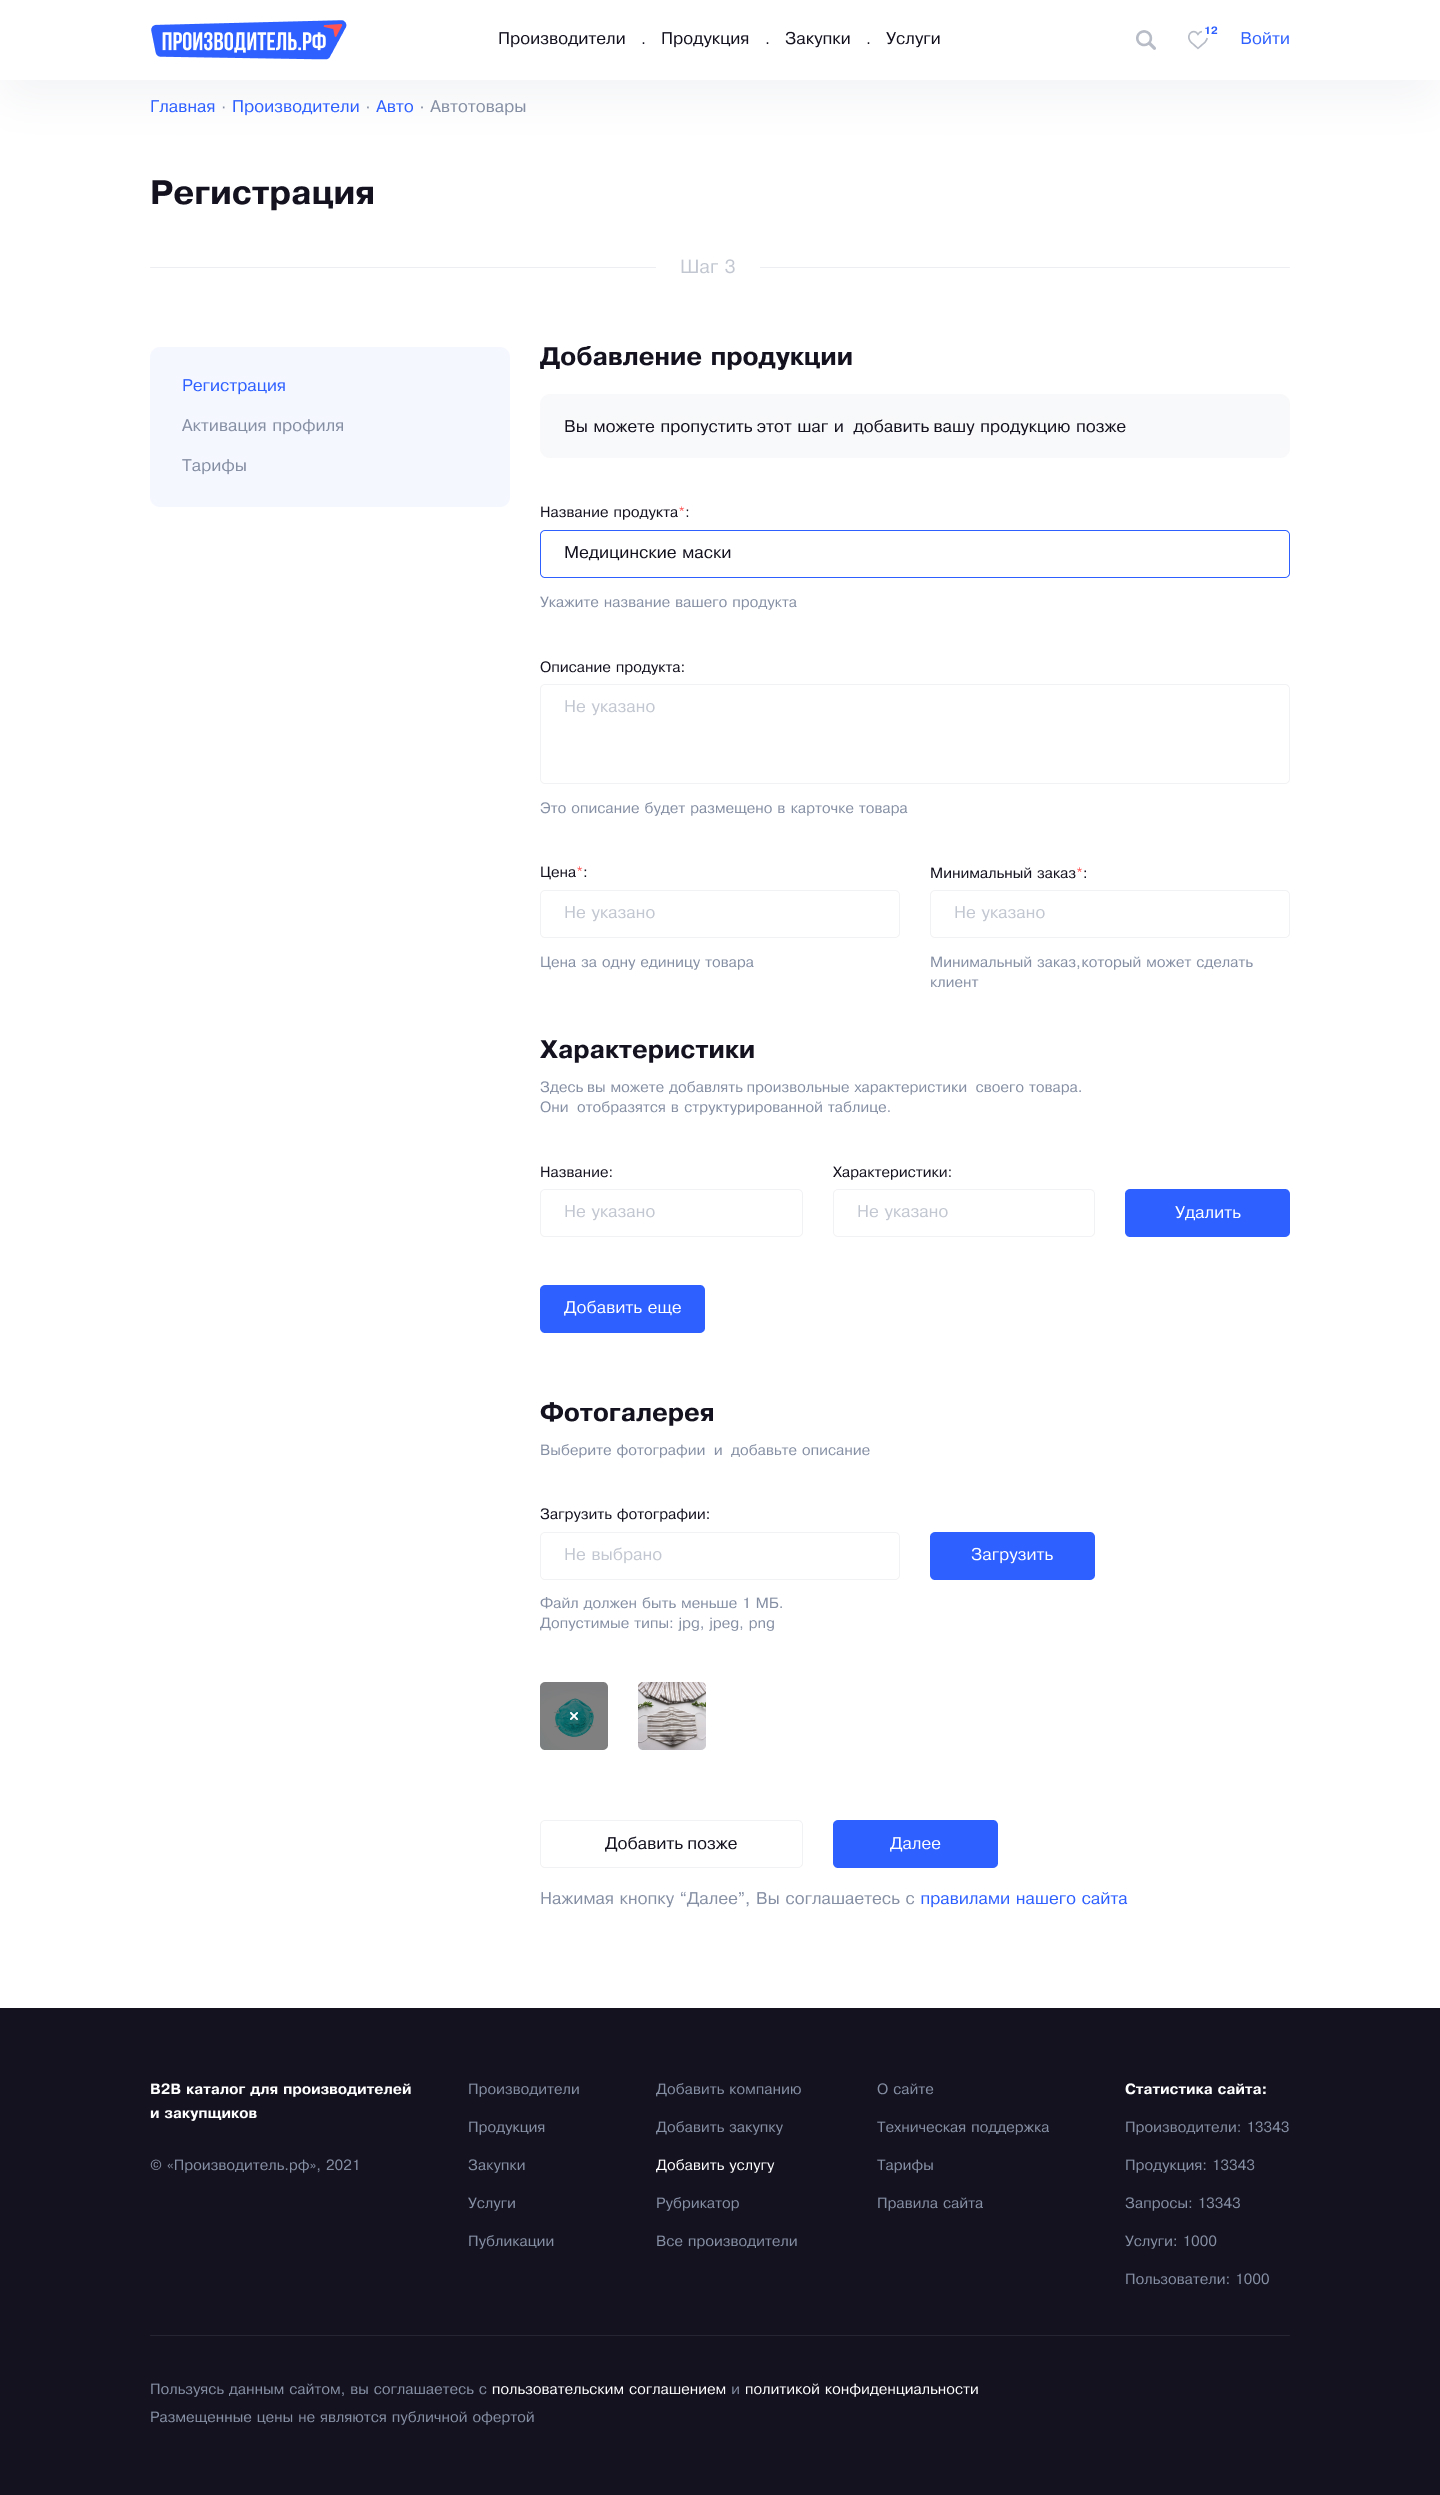 ПРОИЗВОДИТЕЛЬ.РФ
Производители . Продукция . Закупки . Услуги
12
Войти
Главная · Производители · Авто · Автотовары
Регистрация
Шаг 3
Регистрация
Активация профиля
Тарифы
Добавление продукции
Вы можете пропустить этот шаг и добавить вашу продукцию позже
Название продукта*:
Медицинские маски
Укажите название вашего продукта
Описание продукта:
Не указано
Это описание будет размещено в карточке товара
Цена*:
Не указано
Цена за одну единицу товара
Минимальный заказ*:
Не указано
Минимальный заказ,который может сделать
клиент
Характеристики
Здесь вы можете добавлять произвольные характеристики своего товара.
Они отобразятся в структурированной таблице.
Название:
Не указано
Характеристики:
Не указано
Удалить
Добавить еще
Фотогалерея
Выберите фотографии и добавьте описание
Загрузить фотографии:
Не выбрано
Загрузить
Файл должен быть меньше 1 МБ.
Допустимые типы: jpg, jpeg, png
Добавить позже
Далее
Нажимая кнопку “Далее”, Вы соглашаетесь с правилами нашего сайта
B2B каталог для производителей
и закупщиков
© «Производитель.рф», 2021
Производители
Продукция
Закупки
Услуги
Публикации
Добавить компанию
Добавить закупку
Добавить услугу
Рубрикатор
Все производители
О сайте
Техническая поддержка
Тарифы
Правила сайта
Статистика сайта:
Производители: 13343
Продукция: 13343
Запросы: 13343
Услуги: 1000
Пользователи: 1000
Пользуясь данным сайтом, вы соглашаетесь с пользовательским соглашением и политикой конфиденциальности
Размещенные цены не являются публичной офертой